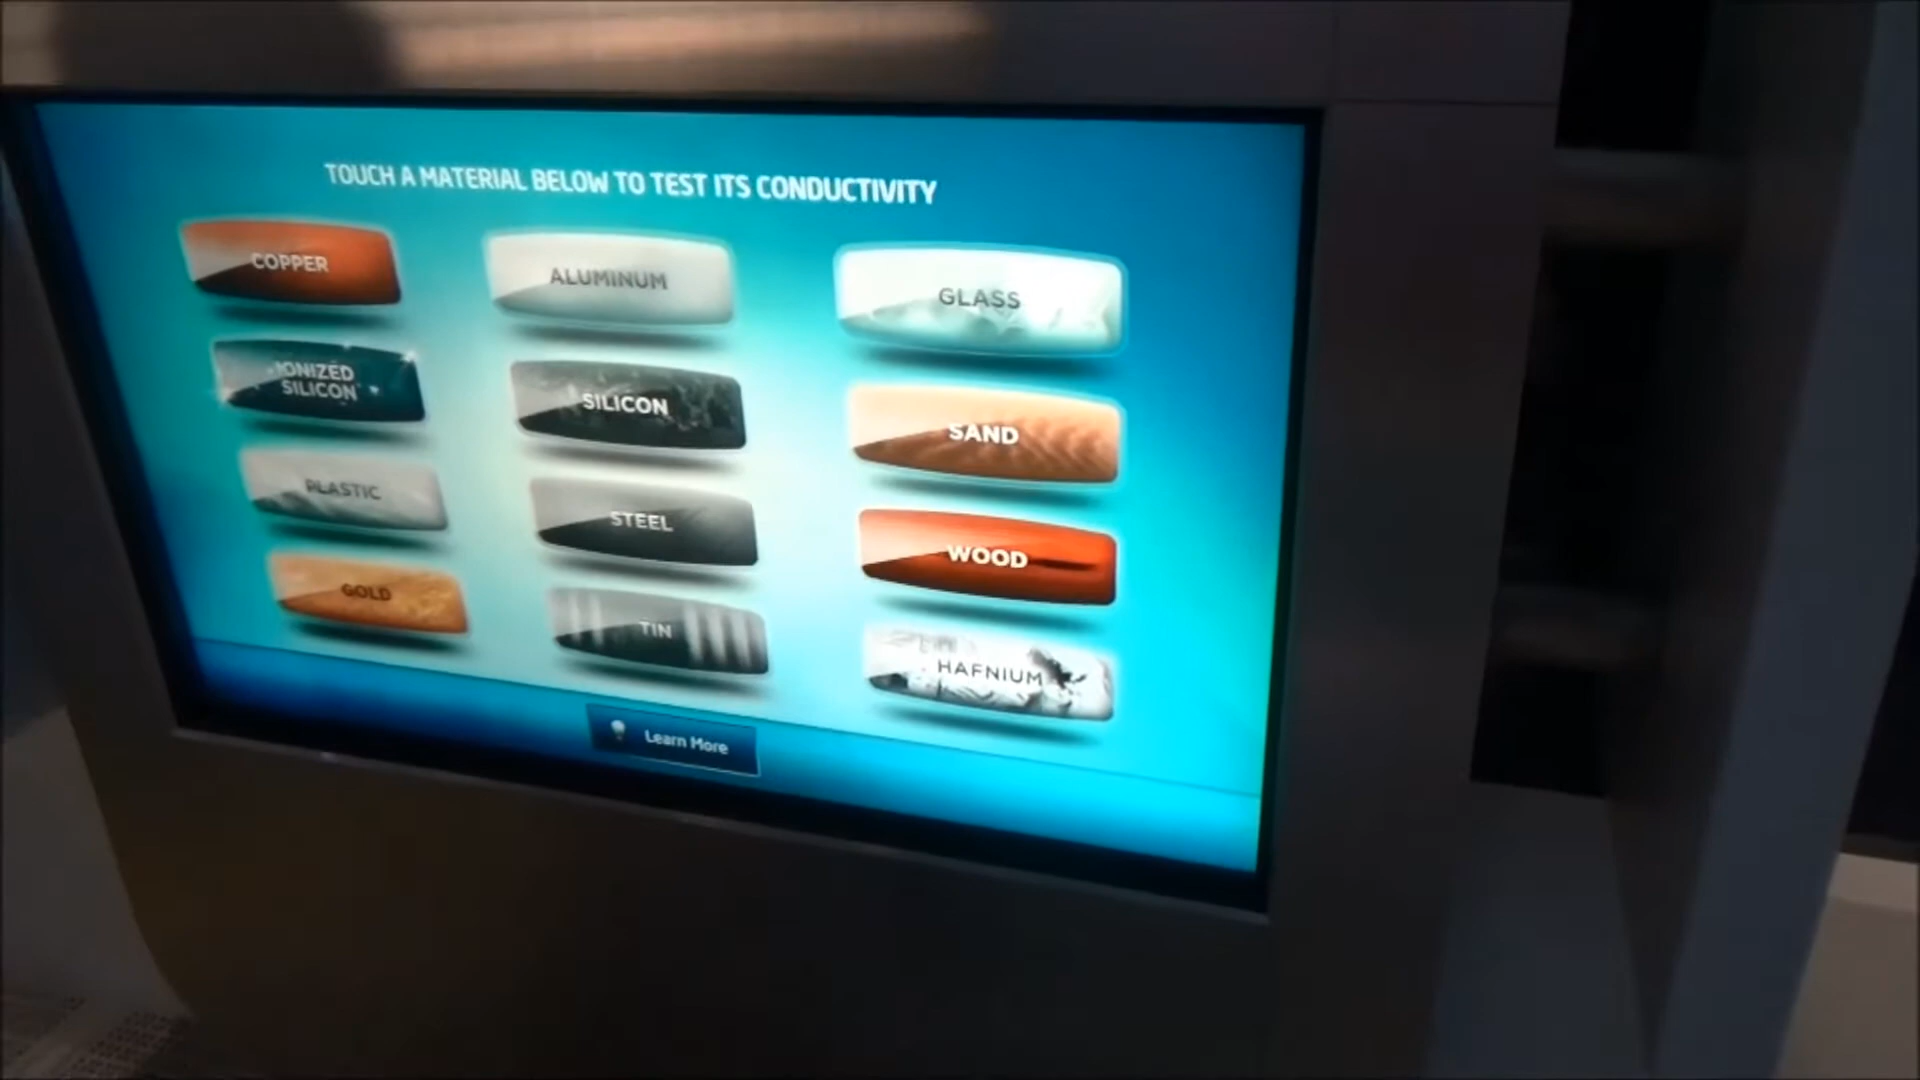 TOUCH A MATERIAL BELOW TO TEST ITS CONDUCTIVITY
COPPER
ALUMINUM
GLASS
IONIZED
SILICON
SILICON
SAND
PLASTIC
STEEL
WOOD
GOLD
TIN
HAFNIUM
Learn More